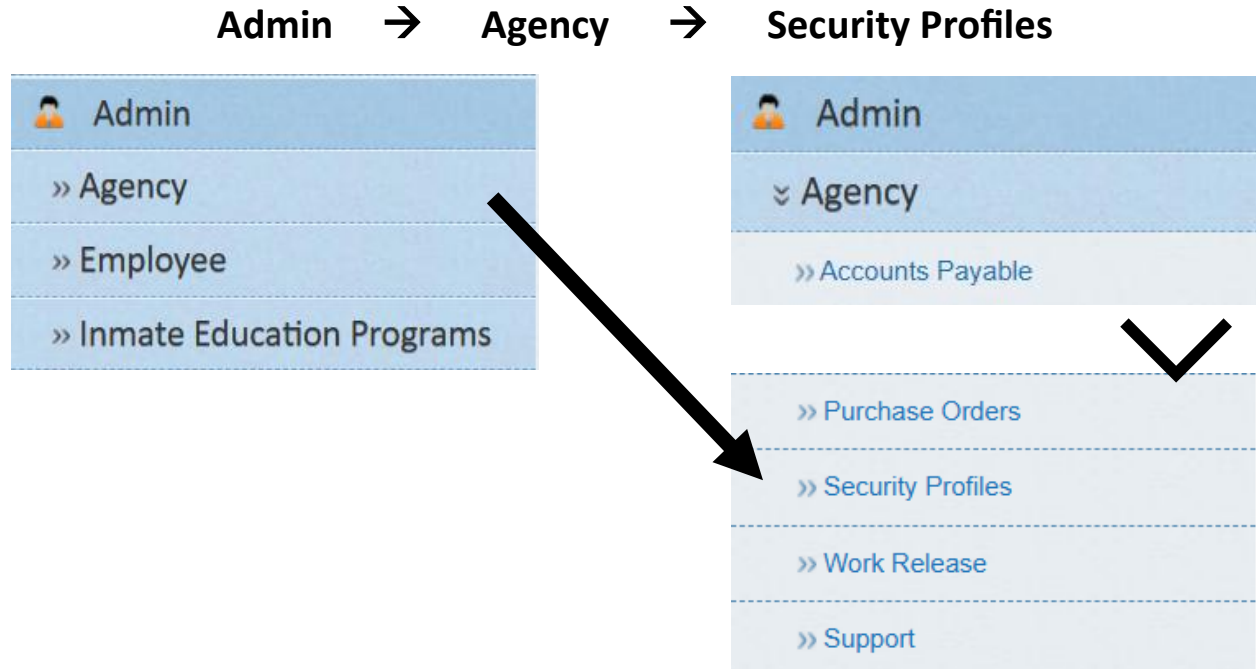 Admin → Agency → Security Profiles
Admin
» Agency
» Employee
» Inmate Education Programs
Admin
» Agency
» Accounts Payable
» Purchase Orders
» Security Profiles
» Work Release
» Support